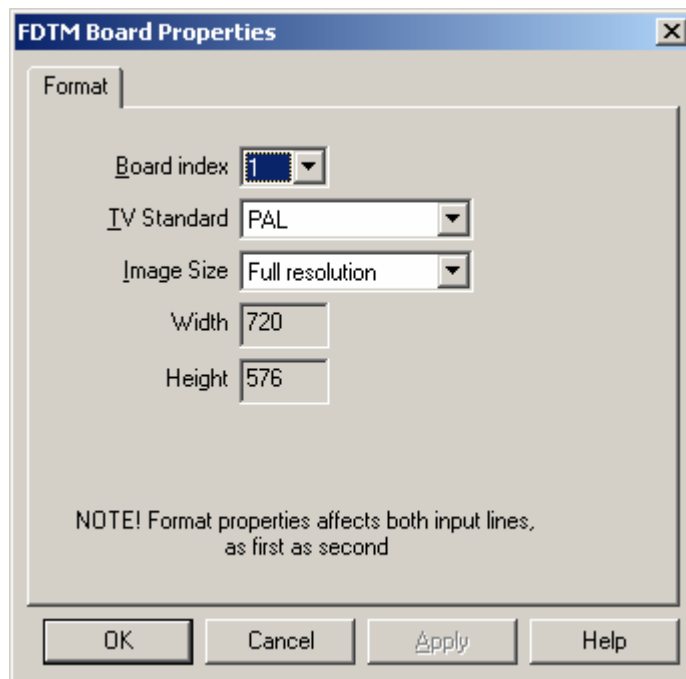 FDTM Board Properties
Format
Board index 1
TV Standard PAL
Image Size Full resolution
Width 720
Height 576
NOTE! Format properties affects both input lines,
as first as second
OK Cancel Apply Help